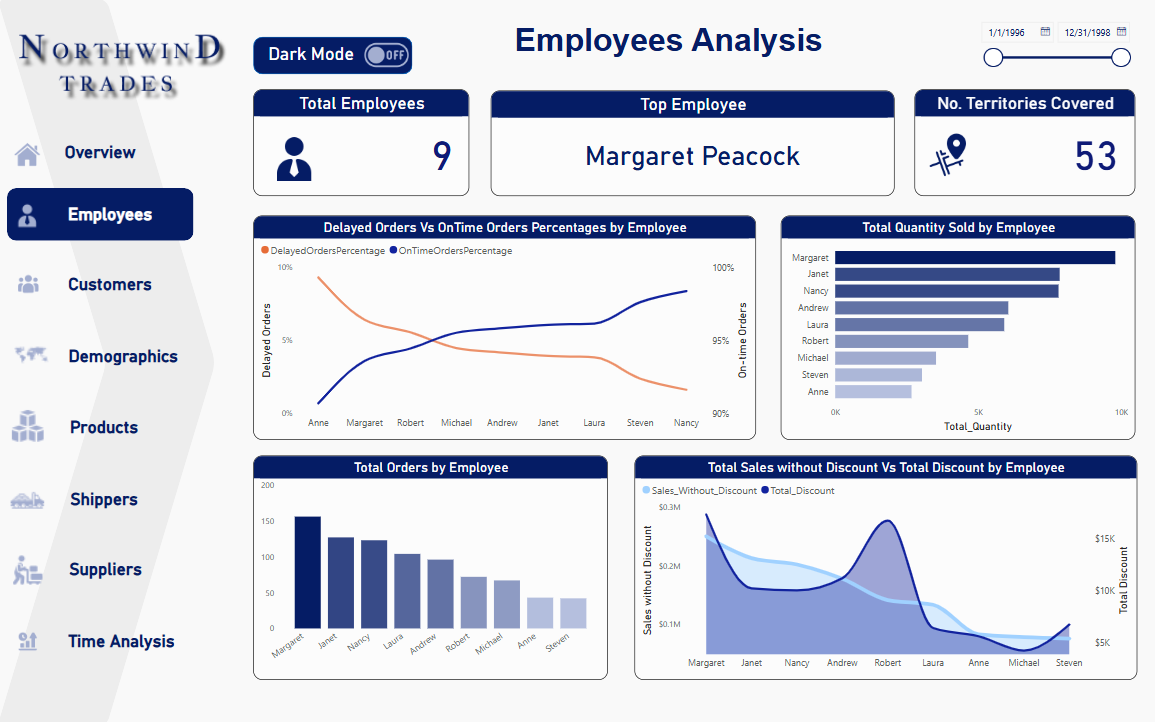 NORTHWIND
TRADES
Overview
Employees
Customers
Demographics
Products
Shippers
Suppliers
Time Analysis
Dark Mode OFF
Employees Analysis
1/1/1996 12/31/1998
Total Employees
9
Top Employee
Margaret Peacock
No. Territories Covered
53
Delayed Orders Vs OnTime Orders Percentages by Employee
DelayedOrdersPercentage OnTimeOrdersPercentage
Delayed Orders
10%
5%
0%
100%
95%
90%
On-time Orders
Anne Margaret Robert Michael Andrew Janet Laura Steven Nancy
Total Quantity Sold by Employee
Margaret
Janet
Nancy
Andrew
Laura
Robert
Michael
Steven
Anne
0K 5K 10K
Total_Quantity
Total Orders by Employee
200
150
100
50
0
Margaret Janet Nancy Laura Andrew Robert Michael Anne Steven
Total Sales without Discount Vs Total Discount by Employee
Sales_Without_Discount Total_Discount
Sales without Discount
$0.3M
$0.2M
$0.1M
$15K
$10K
$5K
Total Discount
Margaret Janet Nancy Andrew Robert Laura Anne Michael Steven